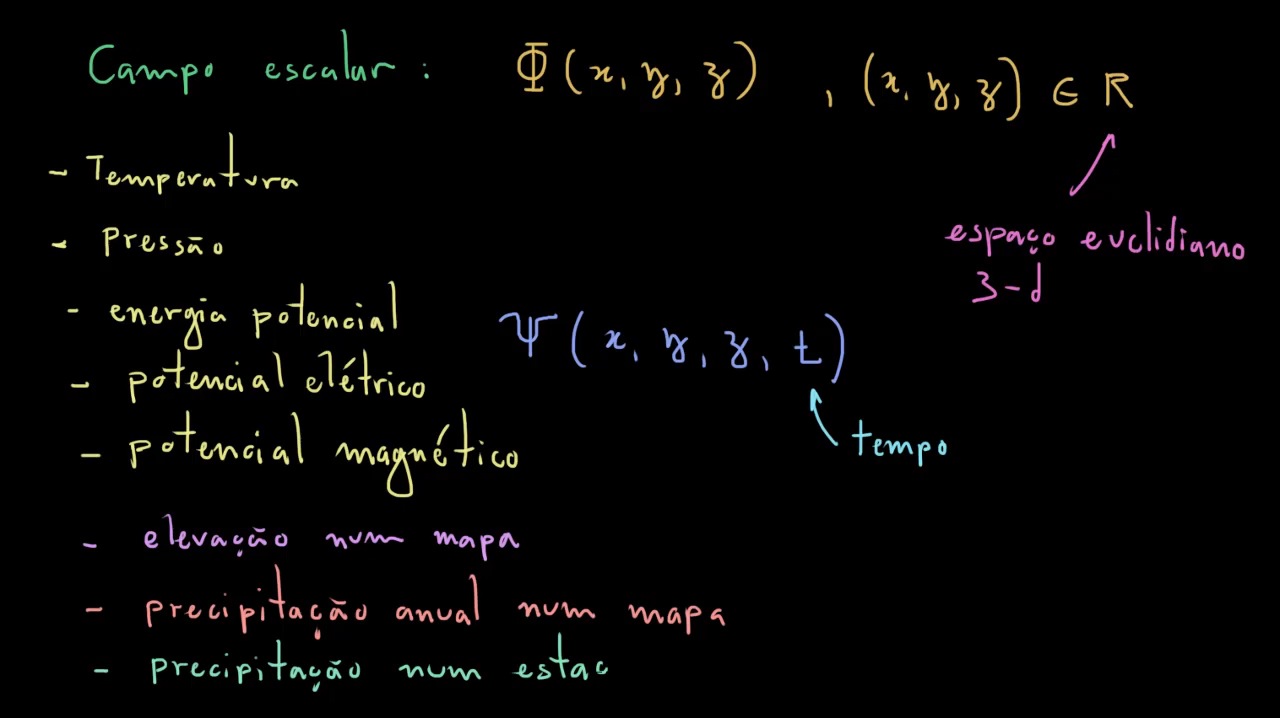 Campo escalar : Φ(x, y, z) , (x, y, z) ∈ R
- Temperatura
- Pressão
espaço euclidiano
3-d
- energia potencial
Ψ(x, y, z, t)
- potencial elétrico
- potencial magnético
tempo
- elevação num mapa
- precipitação anual num mapa
- precipitação num estac